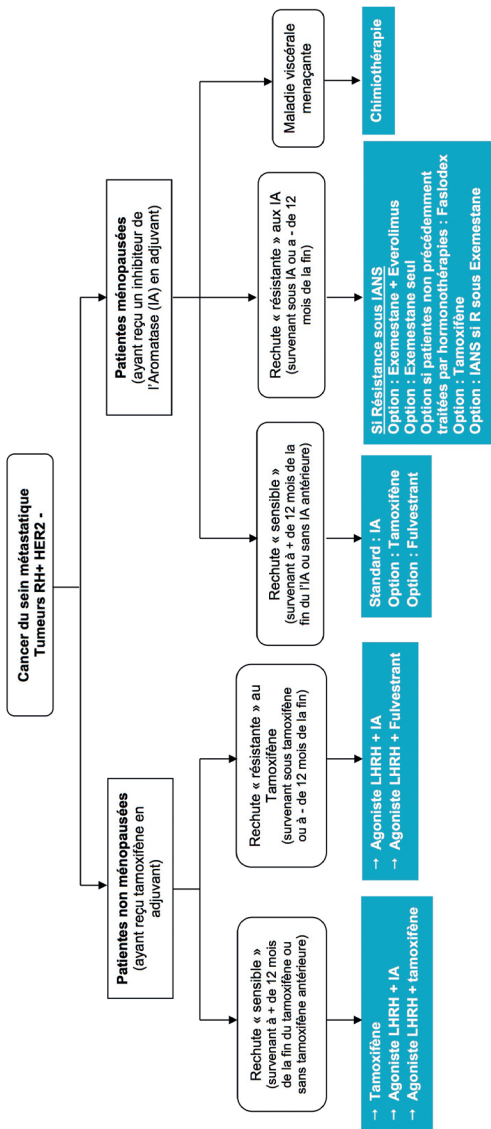 Cancer du sein métastatique
Tumeurs RH+ HER2 -
Patientes non ménopausées
(ayant reçu tamoxifène en
adjuvant)
Patientes ménopausées
(ayant reçu un inhibiteur de
l'Aromatase (IA) en adjuvant)
Rechute « sensible »
(survenant à + de 12 mois
de la fin du tamoxifène ou
sans tamoxifène antérieure)
Rechute « résistante » au
Tamoxifène
(survenant sous tamoxifène
ou à - de 12 mois de la fin)
Rechute « sensible »
(survenant à + de 12 mois de la
fin du l'IA ou sans IA antérieure)
Rechute « résistante » aux IA
(survenant sous IA ou a - de 12
mois de la fin)
Maladie viscérale
menaçante
→ Tamoxifène
→ Agoniste LHRH + IA
→ Agoniste LHRH + tamoxifène
→ Agoniste LHRH + IA
→ Agoniste LHRH + Fulvestrant
Standard : IA
Option : Tamoxifène
Option : Fulvestrant
Si Résistance sous IANS
Option : Exemestane + Everolimus
Option : Exemestane seul
Option si patientes non précédemment
traitées par hormonothérapies : Faslodex
Option : Tamoxifène
Option : IANS si R sous Exemestane
Chimiothérapie